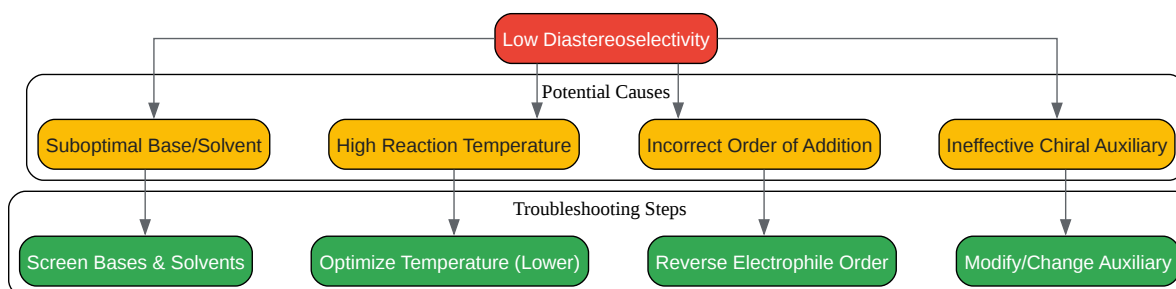 Low Diastereoselectivity
Potential Causes
Suboptimal Base/Solvent
High Reaction Temperature
Incorrect Order of Addition
Ineffective Chiral Auxiliary
Troubleshooting Steps
Screen Bases & Solvents
Optimize Temperature (Lower)
Reverse Electrophile Order
Modify/Change Auxiliary